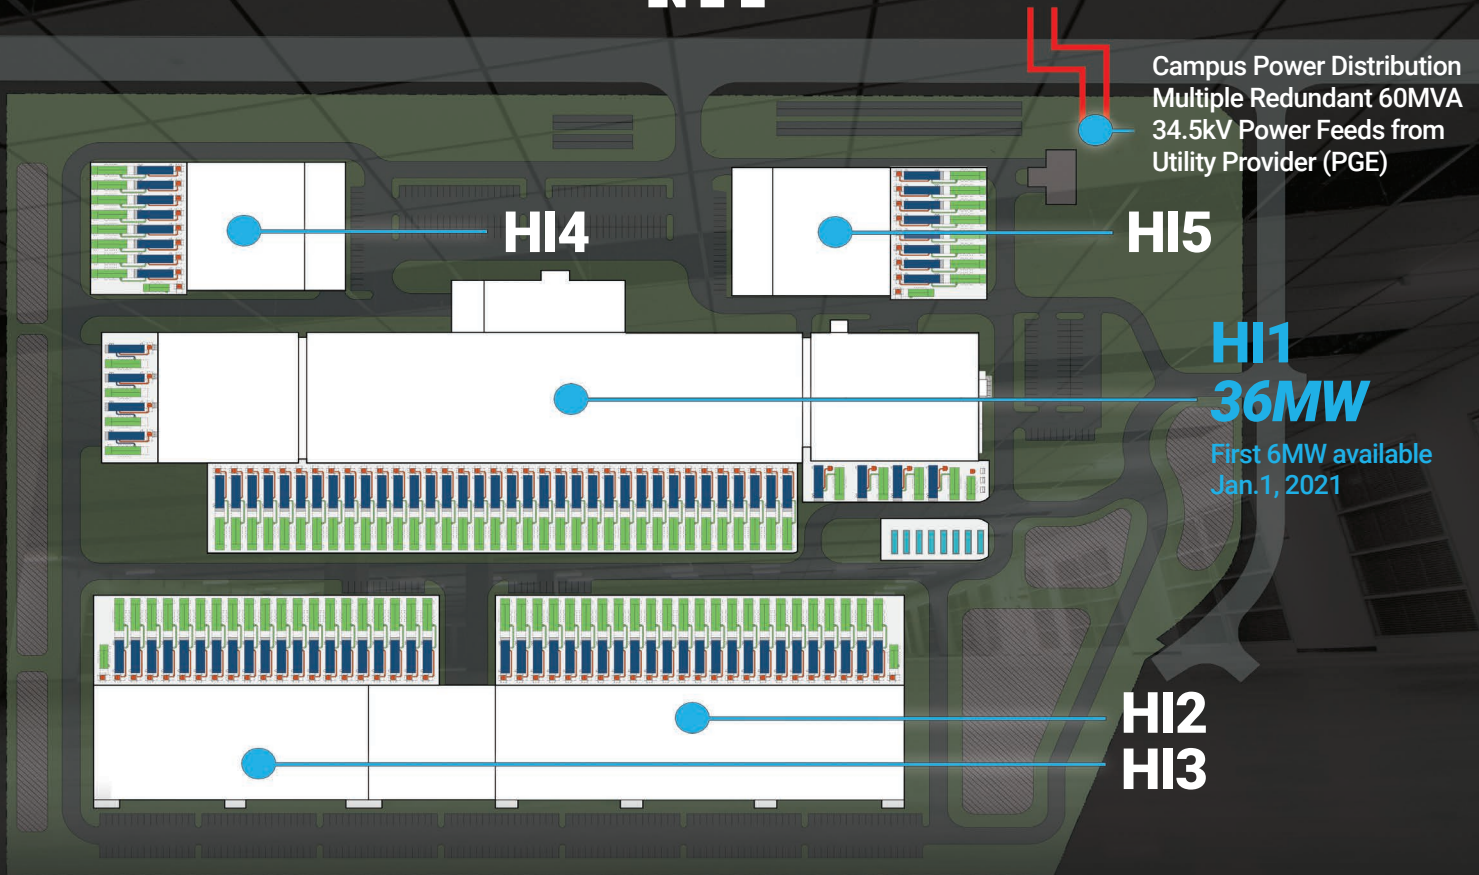 Campus Power Distribution
Multiple Redundant 60MVA
34.5kV Power Feeds from
Utility Provider (PGE)
HI4
HI5
HI1
36MW
First 6MW available
Jan.1, 2021
HI2
HI3